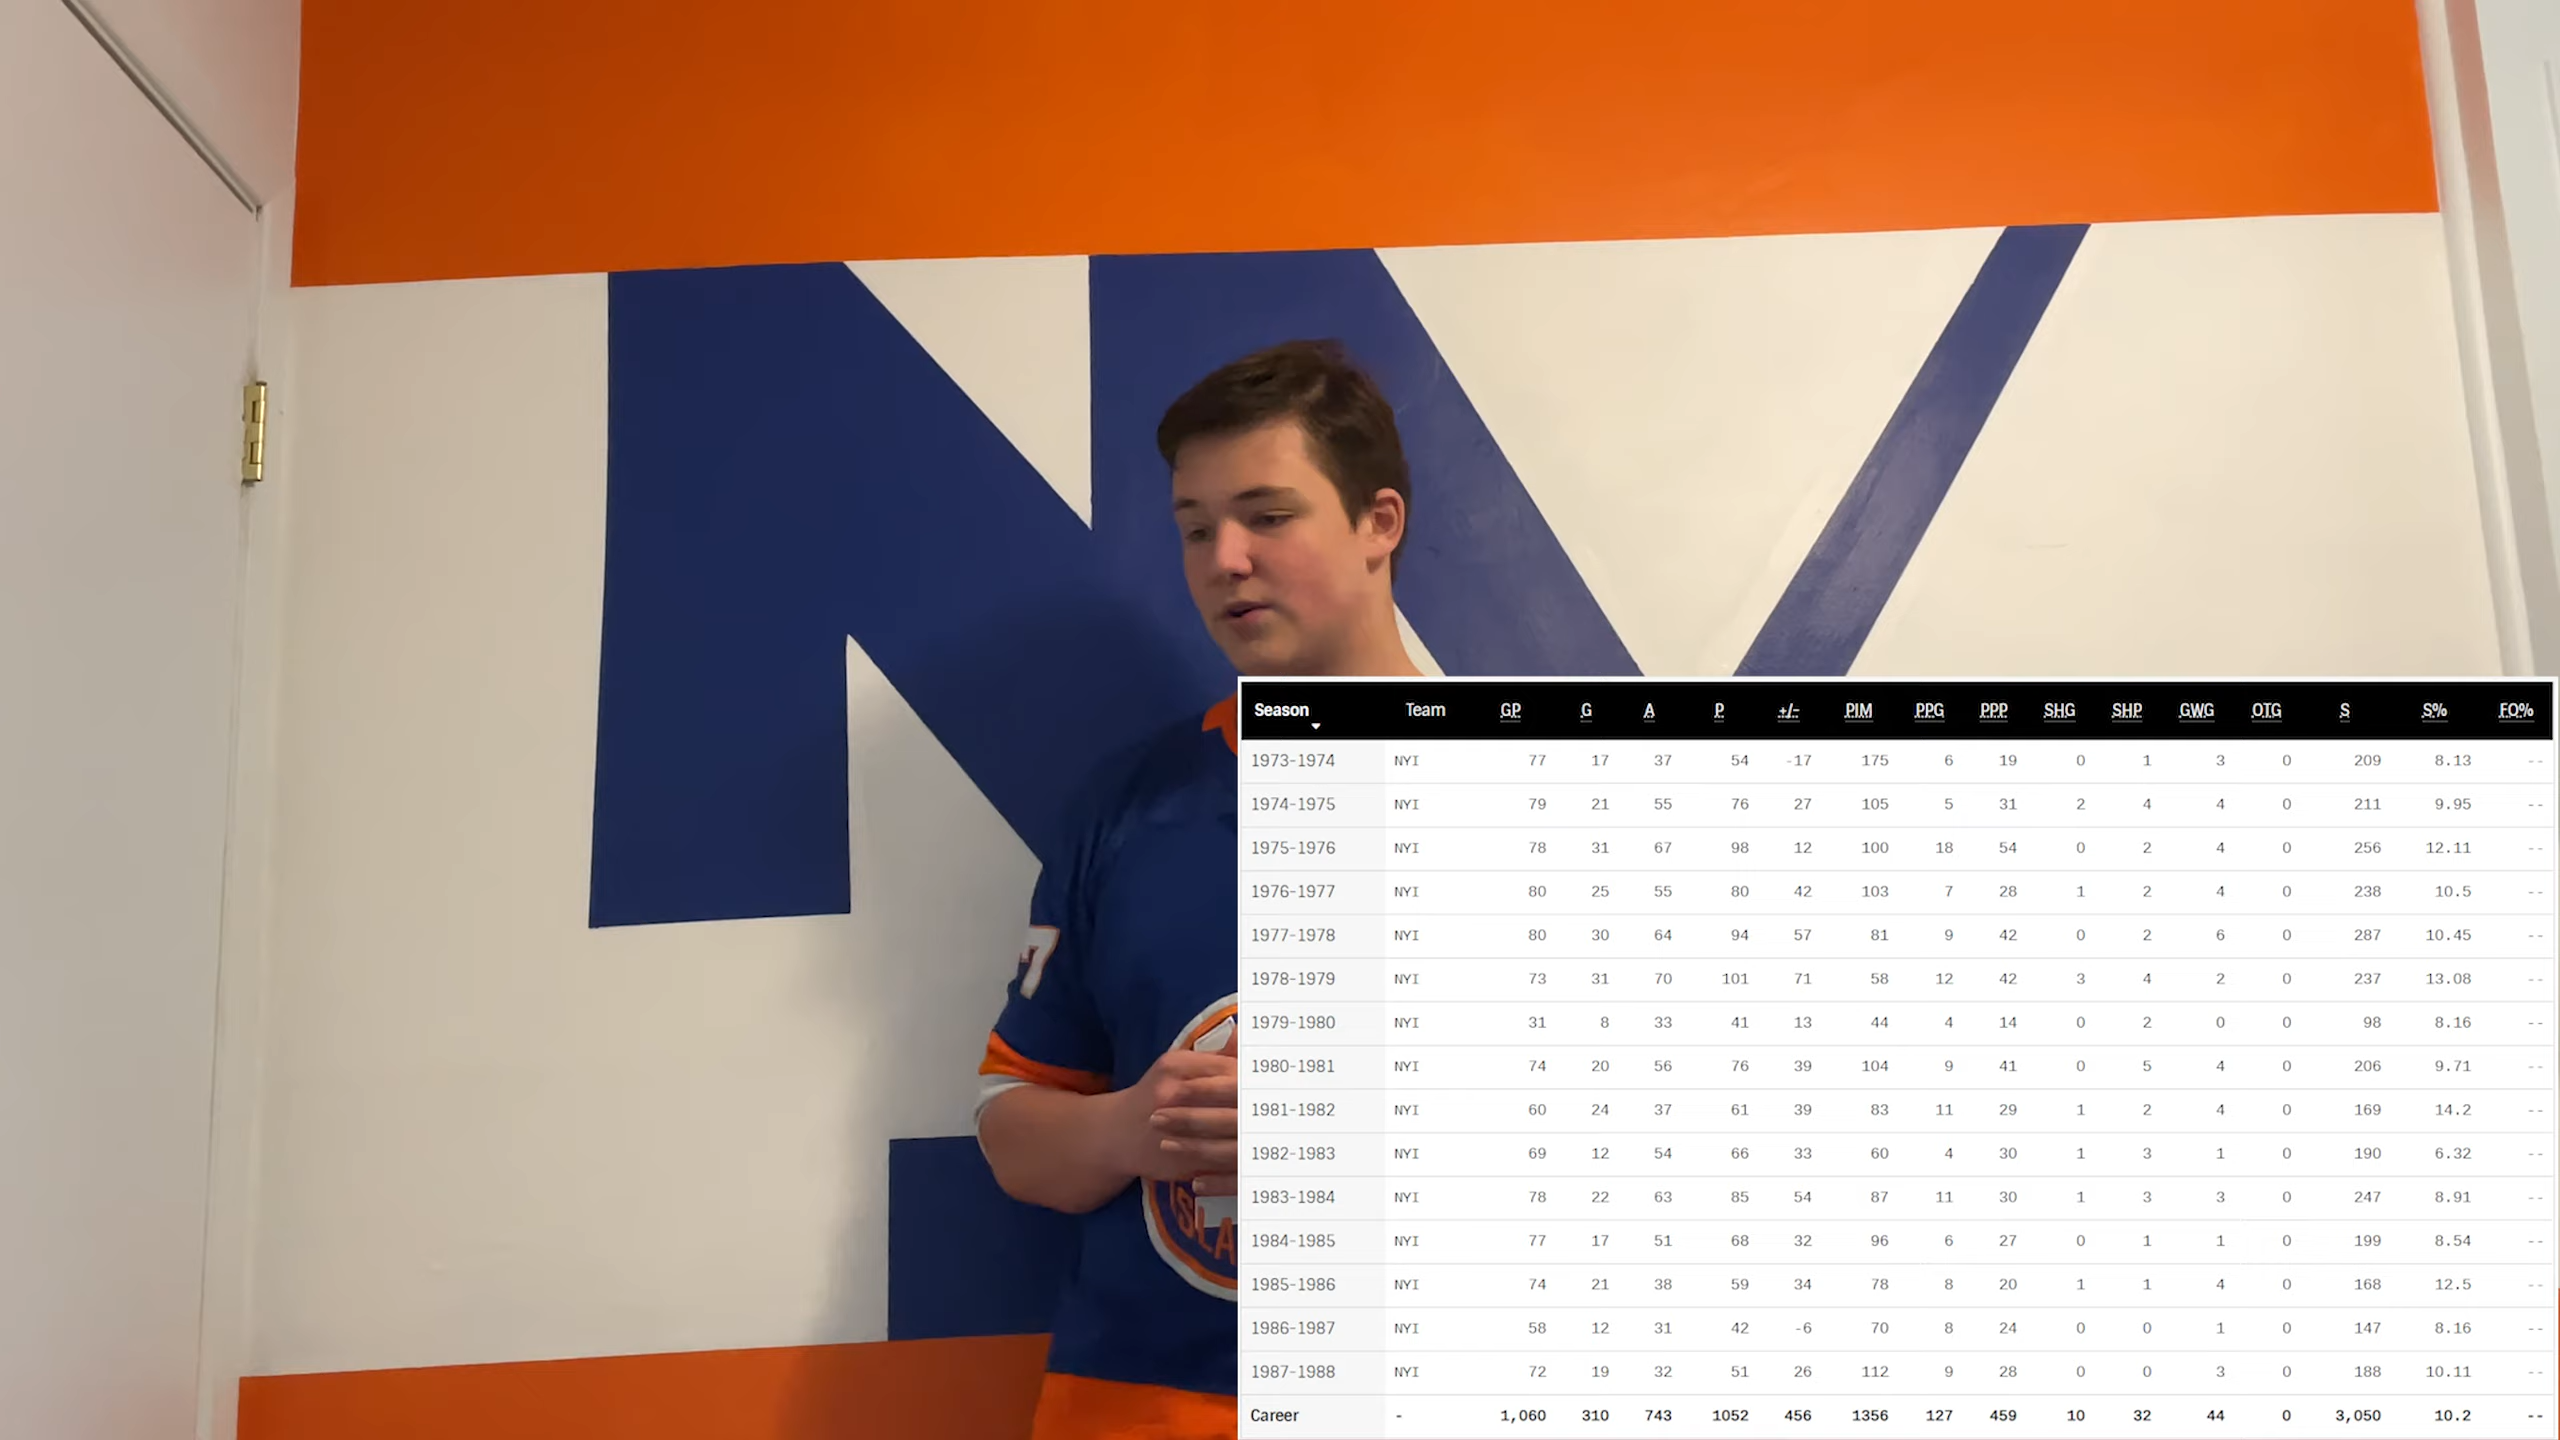 NY
7
ISLA
Season Team GP G A P +/- PIM PPG PPP SHG SHP GWG OTG S S% FO%
1973-1974 NYI 77 17 37 54 -17 175 6 19 0 1 3 0 209 8.13 --
1974-1975 NYI 79 21 55 76 27 105 5 31 2 4 4 0 211 9.95 --
1975-1976 NYI 78 31 67 98 12 100 18 54 0 2 4 0 256 12.11 --
1976-1977 NYI 80 25 55 80 42 103 7 28 1 2 4 0 238 10.5 --
1977-1978 NYI 80 30 64 94 57 81 9 42 0 2 6 0 287 10.45 --
1978-1979 NYI 73 31 70 101 71 58 12 42 3 4 2 0 237 13.08 --
1979-1980 NYI 31 8 33 41 13 44 4 14 0 2 0 0 98 8.16 --
1980-1981 NYI 74 20 56 76 39 104 9 41 0 5 4 0 206 9.71 --
1981-1982 NYI 60 24 37 61 39 83 11 29 1 2 4 0 169 14.2 --
1982-1983 NYI 69 12 54 66 33 60 4 30 1 3 1 0 190 6.32 --
1983-1984 NYI 78 22 63 85 54 87 11 30 1 3 3 0 247 8.91 --
1984-1985 NYI 77 17 51 68 32 96 6 27 0 1 1 0 199 8.54 --
1985-1986 NYI 74 21 38 59 34 78 8 20 1 1 4 0 168 12.5 --
1986-1987 NYI 58 12 31 42 -6 70 8 24 0 0 1 0 147 8.16 --
1987-1988 NYI 72 19 32 51 26 112 9 28 0 0 3 0 188 10.11 --
Career - 1,060 310 743 1052 456 1356 127 459 10 32 44 0 3,050 10.2 --